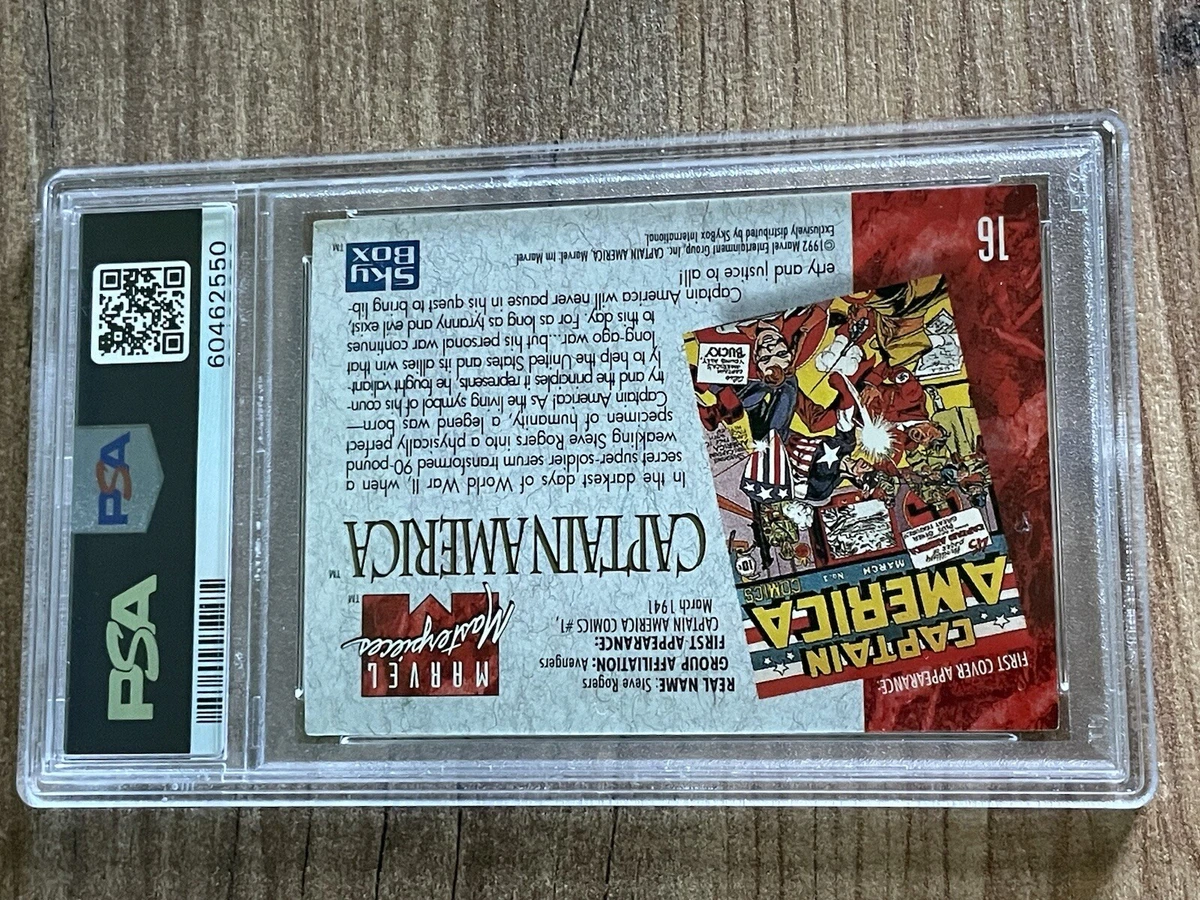 PSA
PSA
60462550
MARVEL
Masterpieces
™
REAL NAME: Steve Rogers
GROUP AFFILIATION: Avengers
FIRST APPEARANCE:
CAPTAIN AMERICA COMICS #1,
March 1941
CAPTAIN AMERICA™
In the darkest days of World War II, when a
secret super-soldier serum transformed 90-pound
weakling Steve Rogers into a physically perfect
specimen of humanity, a legend was born—
Captain America! As the living symbol of his coun-
try and the principles it represents, he fought valiant-
ly to help the United States and its allies win that
long-ago war...but his personal war continues
to this day. For as long as tyranny and evil exist,
Captain America will never pause in his quest to bring lib-
erty and justice to all!
©1992 Marvel Entertainment Group, Inc. CAPTAIN AMERICA, Marvel: tm Marvel.
Exclusively distributed by SkyBox International.
SKY
BOX
™
16
FIRST COVER APPEARANCE:
CAPTAIN
AMERICA
COMICS
MARCH No.1
10¢
45
CAPTAIN AMERICA'S
YOUNG ALLY,
BUCKY